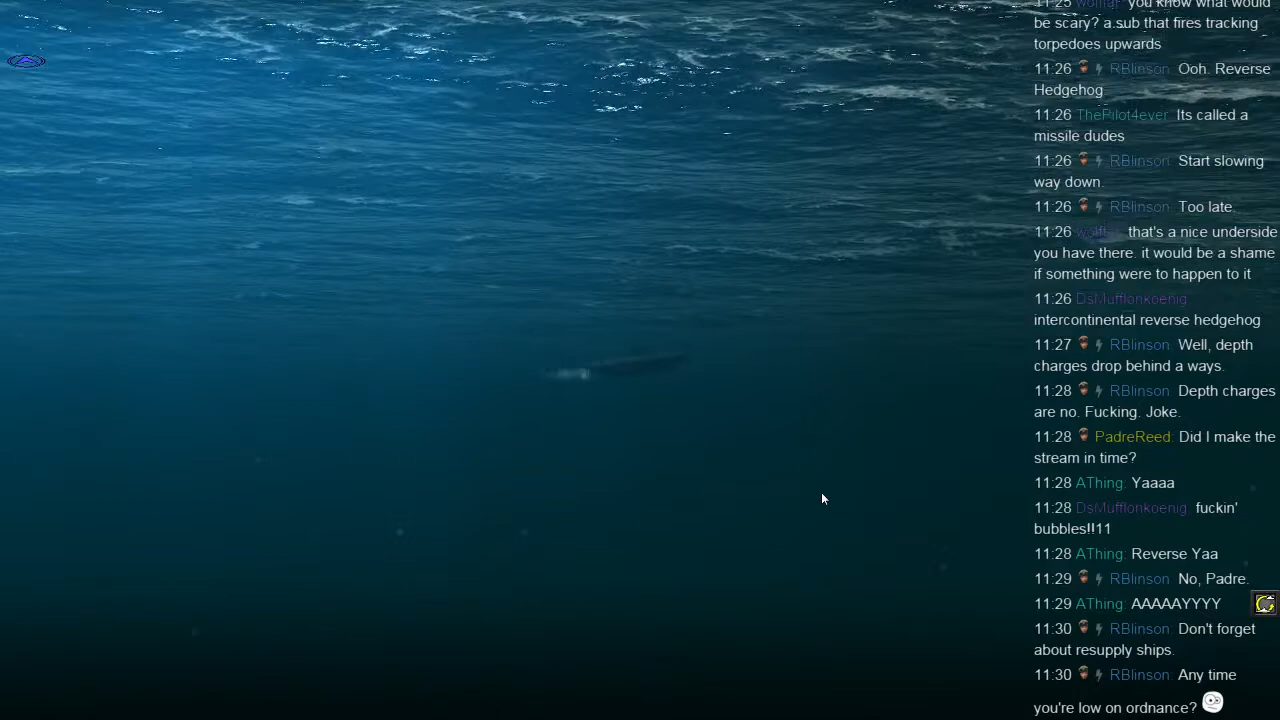 11:25 wolftar: you know what would
be scary? a sub that fires tracking
torpedoes upwards
11:26 RBlinson: Ooh. Reverse
Hedgehog
11:26 ThePilot4ever: Its called a
missile dudes
11:26 RBlinson: Start slowing
way down.
11:26 RBlinson: Too late.
11:26 that's a nice underside
you have there. it would be a shame
if something were to happen to it
11:26 DsMufflonkoenig:
intercontinental reverse hedgehog
11:27 RBlinson: Well, depth
charges drop behind a ways.
11:28 RBlinson: Depth charges
are no. Fucking. Joke.
11:28 PadreReed: Did I make the
stream in time?
11:28 AThing: Yaaaa
11:28 DsMufflonkoenig: fuckin'
bubbles!!11
11:28 AThing: Reverse Yaa
11:29 RBlinson: No, Padre.
11:29 AThing: AAAAAYYYY
11:30 RBlinson: Don't forget
about resupply ships.
11:30 RBlinson: Any time
you're low on ordnance?